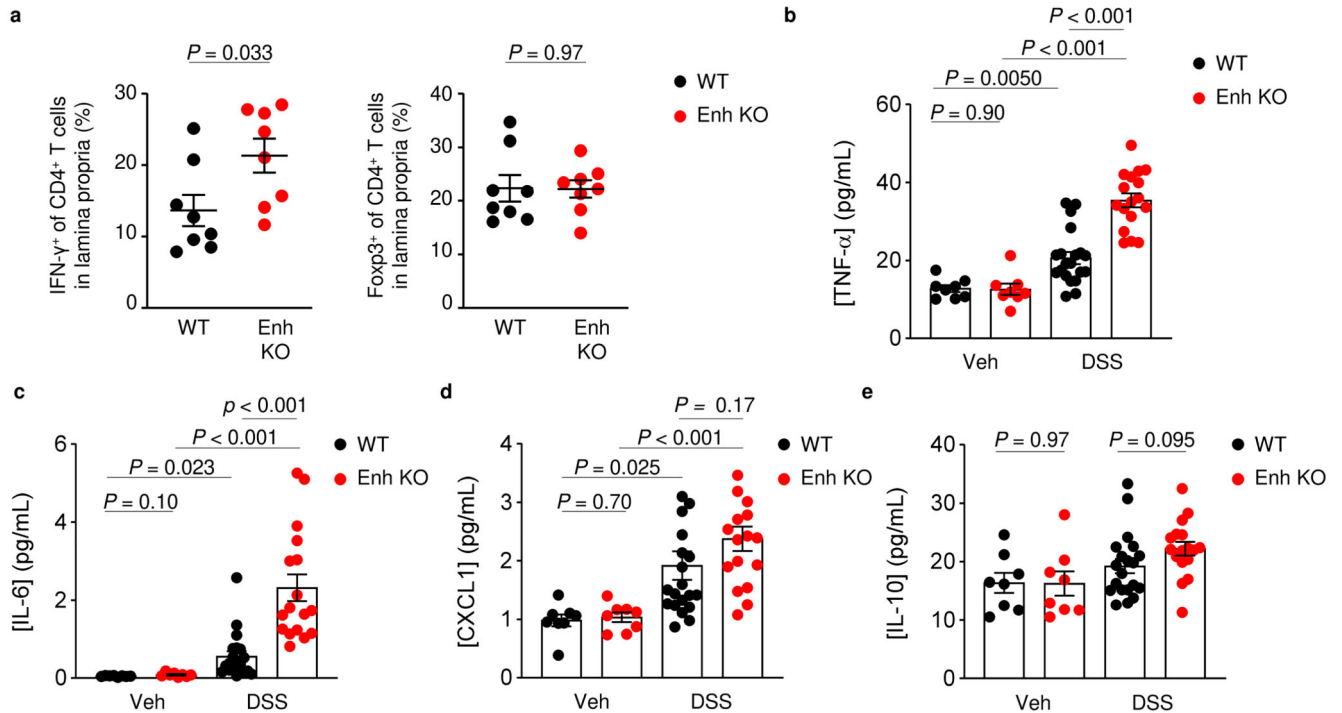 a
P = 0.033
IFN-γ⁺ of CD4⁺ T cells
in lamina propria (%)
30
20
10
0
WT
Enh
KO
P = 0.97
Foxp3⁺ of CD4⁺ T cells
in lamina propria (%)
40
30
20
10
0
WT
Enh
KO
WT
Enh KO
b
P < 0.001
P < 0.001
P = 0.0050
P = 0.90
[TNF-α] (pg/mL)
60
40
20
0
Veh
DSS
WT
Enh KO
c
p < 0.001
P < 0.001
P = 0.023
P = 0.10
[IL-6] (pg/mL)
6
4
2
0
Veh
DSS
WT
Enh KO
d
P = 0.17
P < 0.001
P = 0.025
P = 0.70
[CXCL1] (pg/mL)
4
3
2
1
0
Veh
DSS
WT
Enh KO
e
P = 0.97
P = 0.095
[IL-10] (pg/mL)
40
30
20
10
0
Veh
DSS
WT
Enh KO